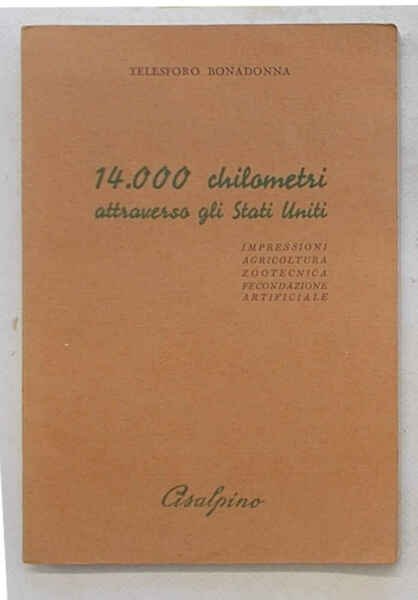 TELESFORO BONADONNA
14.000 chilometri
attraverso gli Stati Uniti
IMPRESSIONI
AGRICOLTURA
ZOOTECNICA
FECONDAZIONE
ARTIFICIALE
Cisalpino